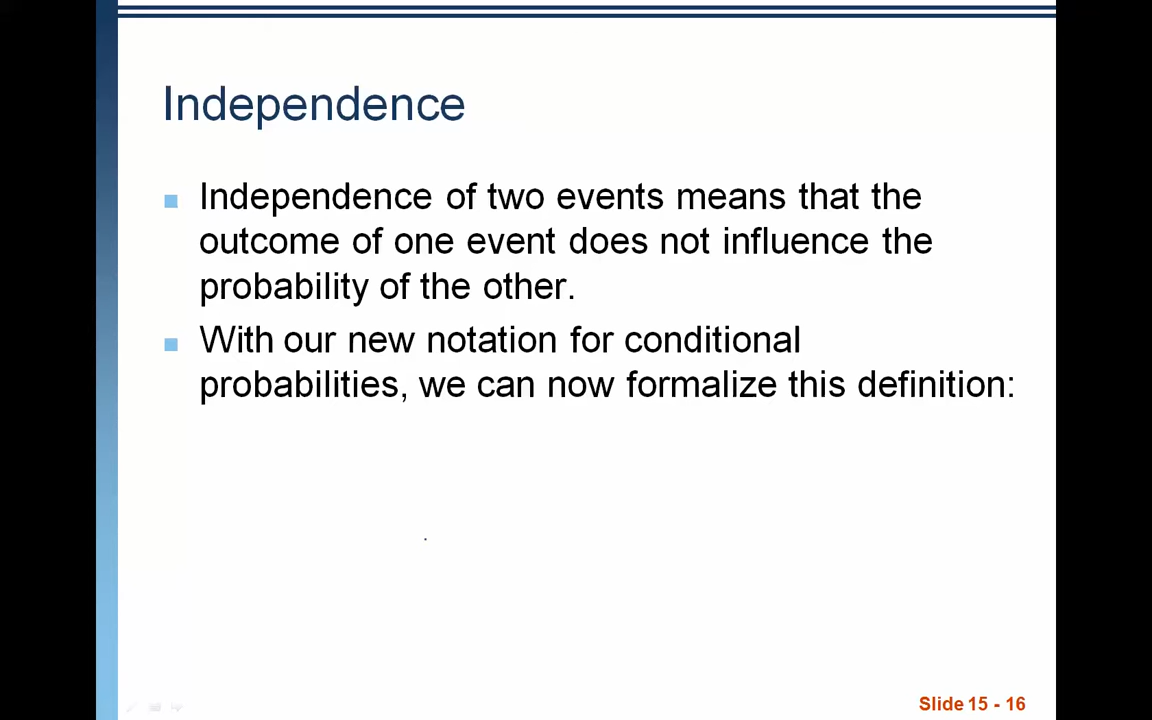 Independence
Independence of two events means that the
outcome of one event does not influence the
probability of the other.
With our new notation for conditional
probabilities, we can now formalize this definition:
Slide 15 - 16